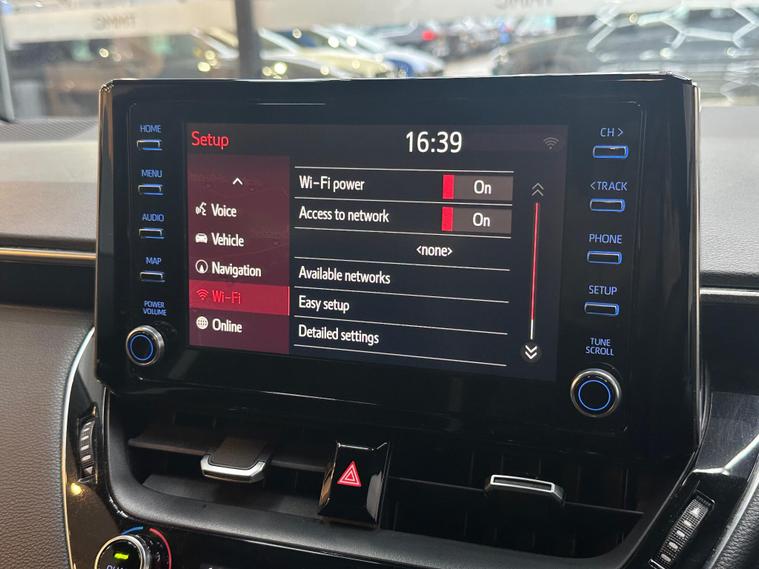 HOME
MENU
AUDIO
MAP
POWER
VOLUME
Setup
16:39
Voice
Vehicle
Navigation
Wi-Fi
Online
Wi-Fi power
On
Access to network
On
<none>
Available networks
Easy setup
Detailed settings
CH >
< TRACK
PHONE
SETUP
TUNE
SCROLL